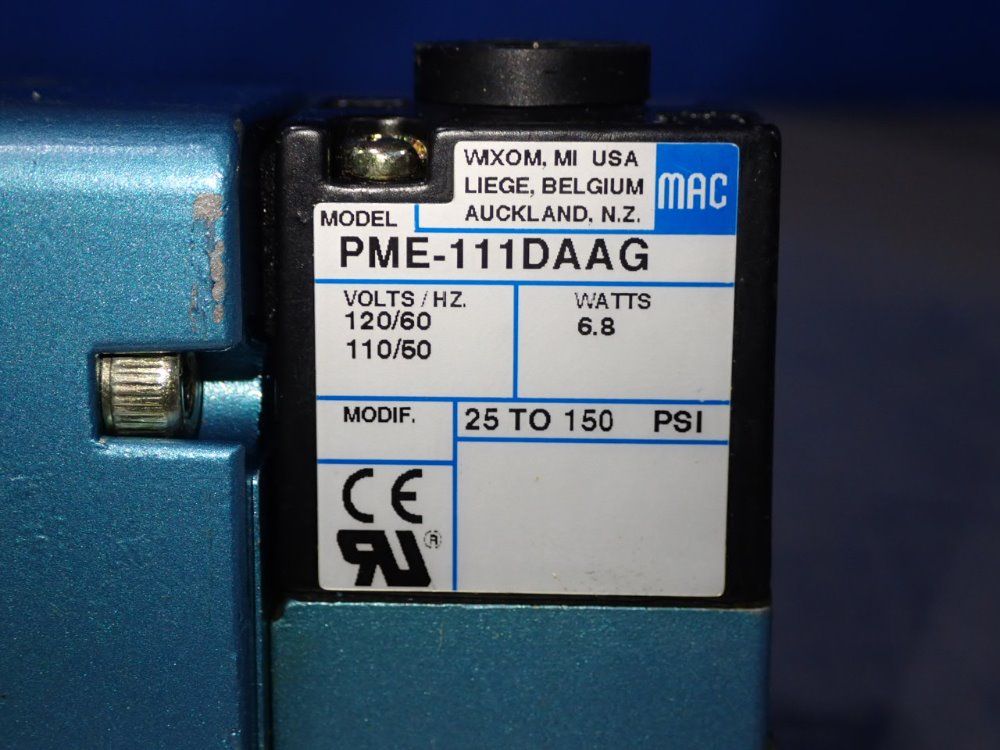 WIXOM, MI USA
LIEGE, BELGIUM
AUCKLAND, N.Z.
MAC
MODEL
PME-111DAAG
VOLTS / HZ.
120/60
110/50
WATTS
6.8
MODIF.
25 TO 150 PSI
CE
RU ®